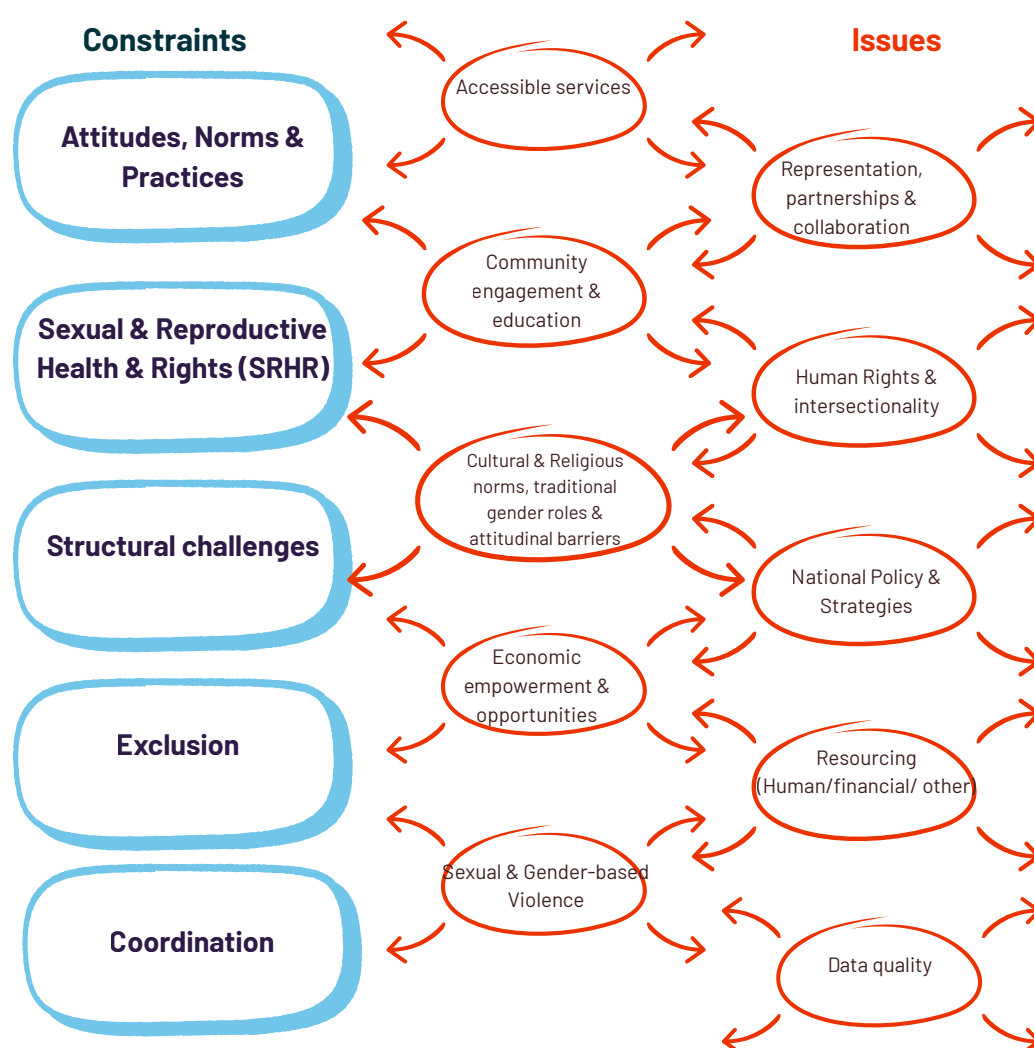 Constraints
Attitudes, Norms &
Practices
Sexual & Reproductive
Health & Rights (SRHR)
Structural challenges
Exclusion
Coordination
Accessible services
Community
engagement &
education
Cultural & Religious
norms, traditional
gender roles &
attitudinal barriers
Economic
empowerment &
opportunities
Sexual & Gender-based
Violence
Issues
Representation,
partnerships &
collaboration
Human Rights &
intersectionality
National Policy &
Strategies
Resourcing
(Human/financial/ other)
Data quality